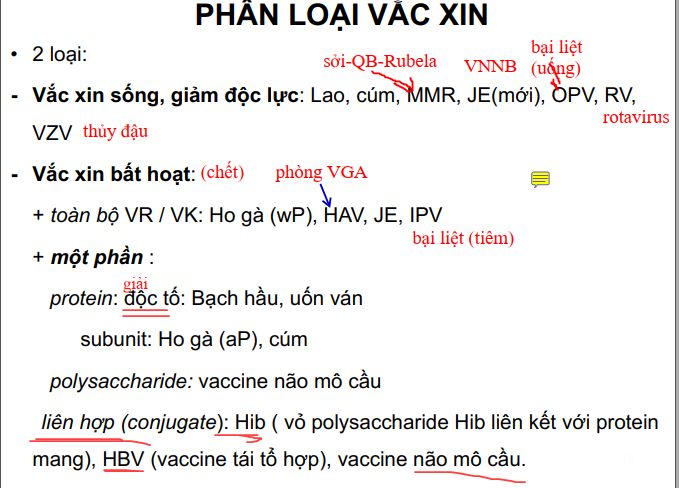 PHÂN LOẠI VẮC XIN
• 2 loại:
sởi-QB-Rubela VNNB bại liệt (uống)
- Vắc xin sống, giảm độc lực: Lao, cúm, MMR, JE(mới), OPV, RV,
rotavirus
VZV thủy đậu
- Vắc xin bất hoạt: (chết) phòng VGA
+ toàn bộ VR / VK: Ho gà (wP), HAV, JE, IPV
bại liệt (tiêm)
+ một phần :
giải
protein: độc tố: Bạch hầu, uốn ván
subunit: Ho gà (aP), cúm
polysaccharide: vaccine não mô cầu
liên hợp (conjugate): Hib ( vỏ polysaccharide Hib liên kết với protein
mang), HBV (vaccine tái tổ hợp), vaccine não mô cầu.